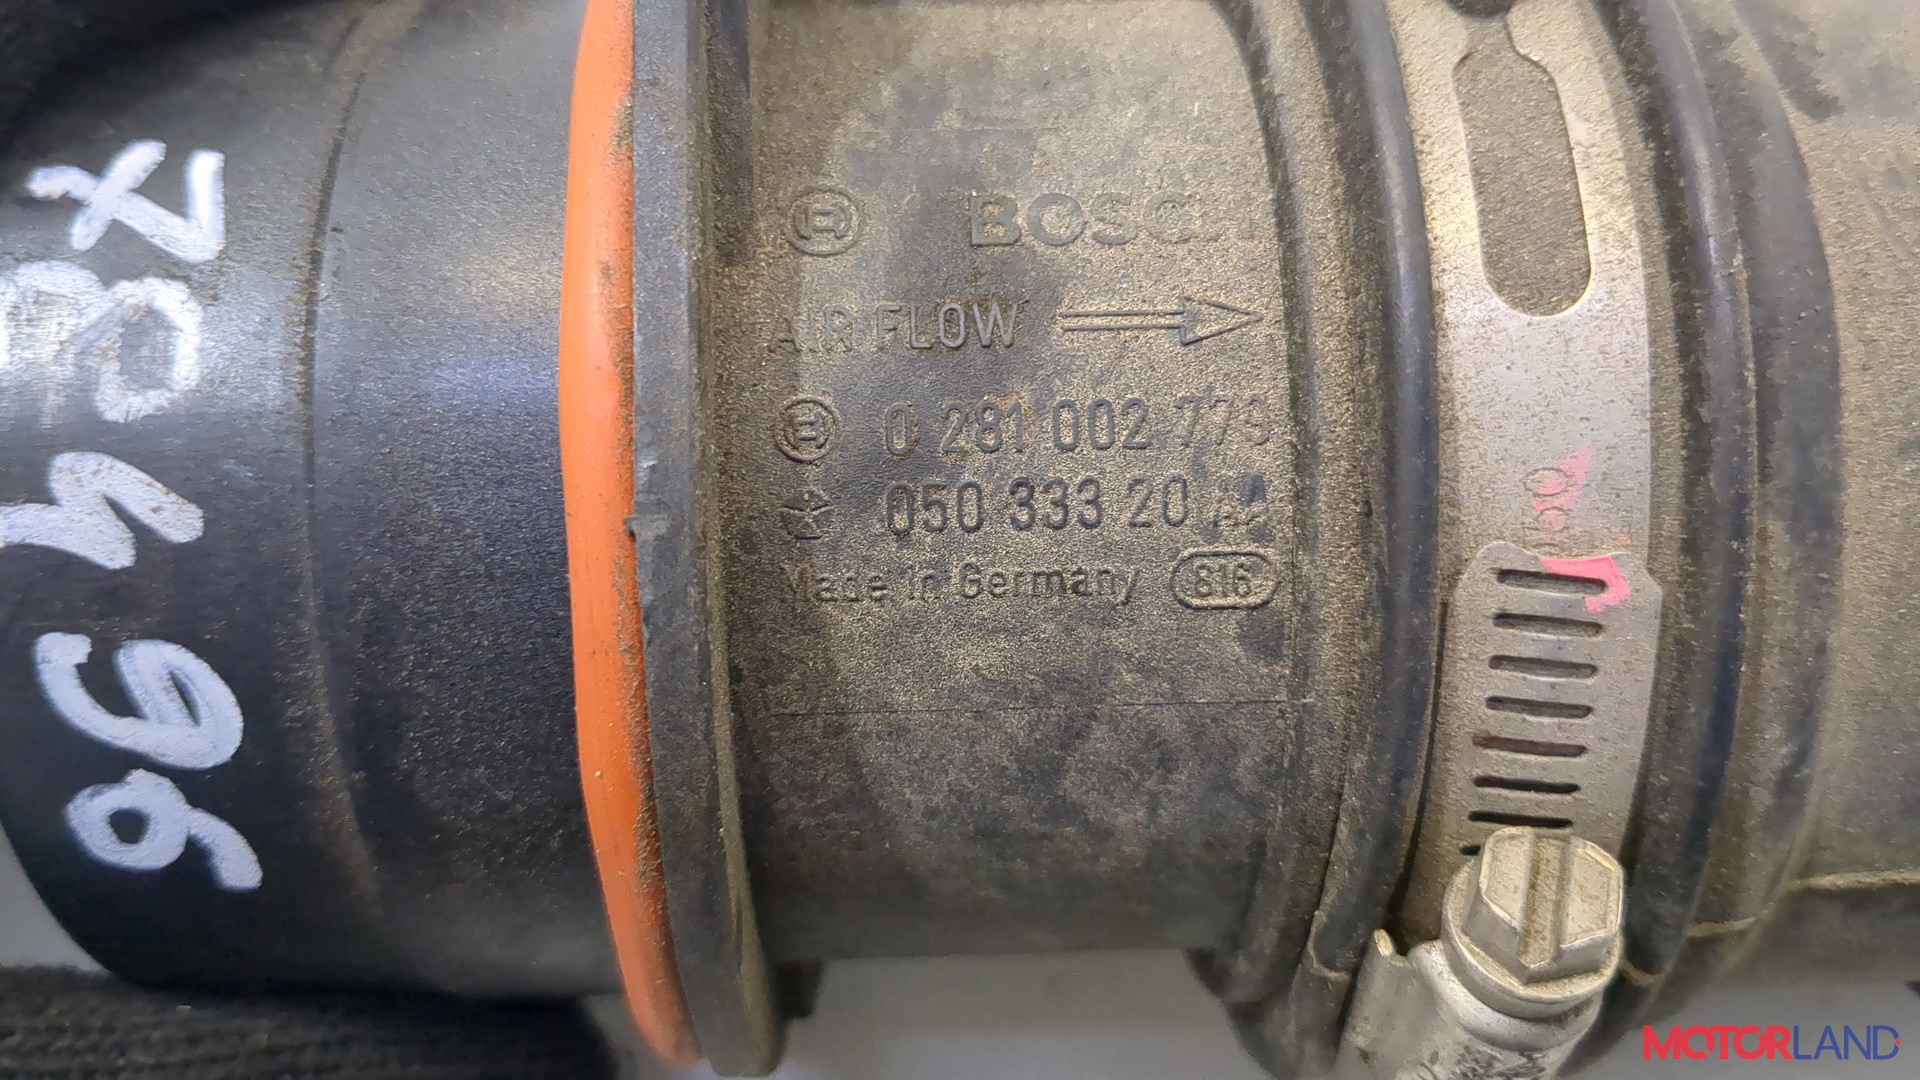 BOSCH
AIR FLOW
0 281 002 779
050 333 20
Made in Germany 816
MOTORLAND